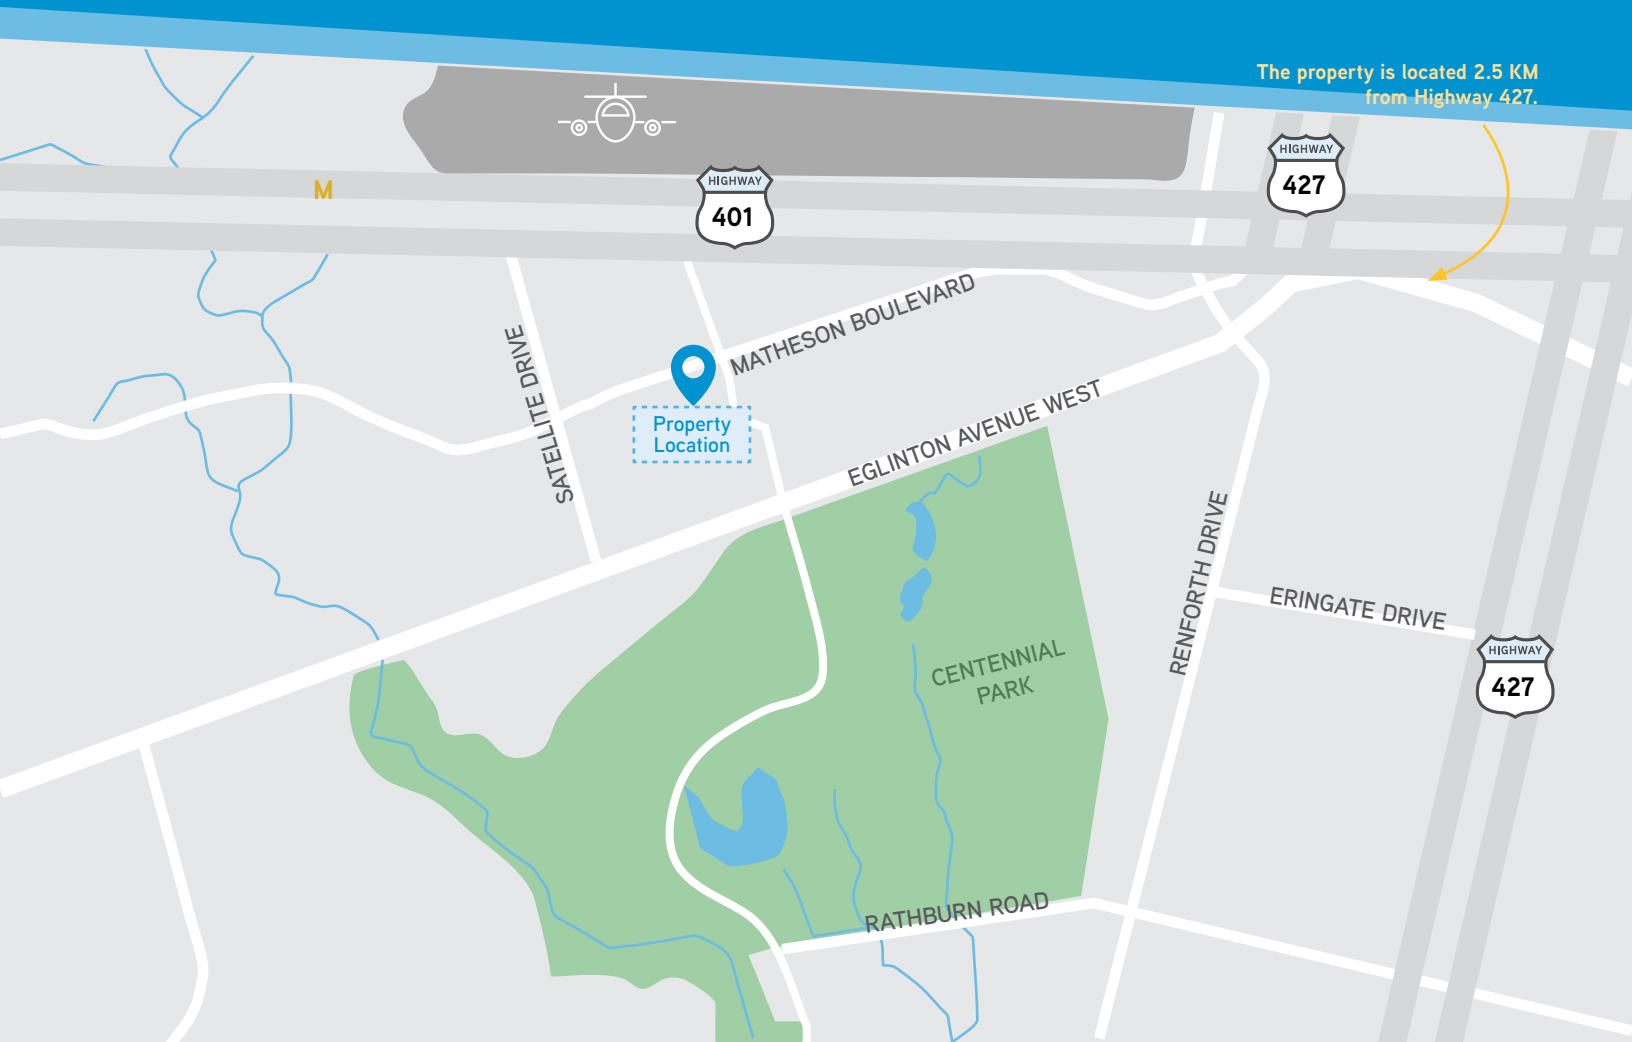 The property is located 2.5 KM
from Highway 427.
HIGHWAY
427
M
HIGHWAY
401
MATHESON BOULEVARD
SATELLITE DRIVE
Property
Location
EGLINTON AVENUE WEST
RENFORTH DRIVE
ERINGATE DRIVE
CENTENNIAL
PARK
HIGHWAY
427
RATHBURN ROAD